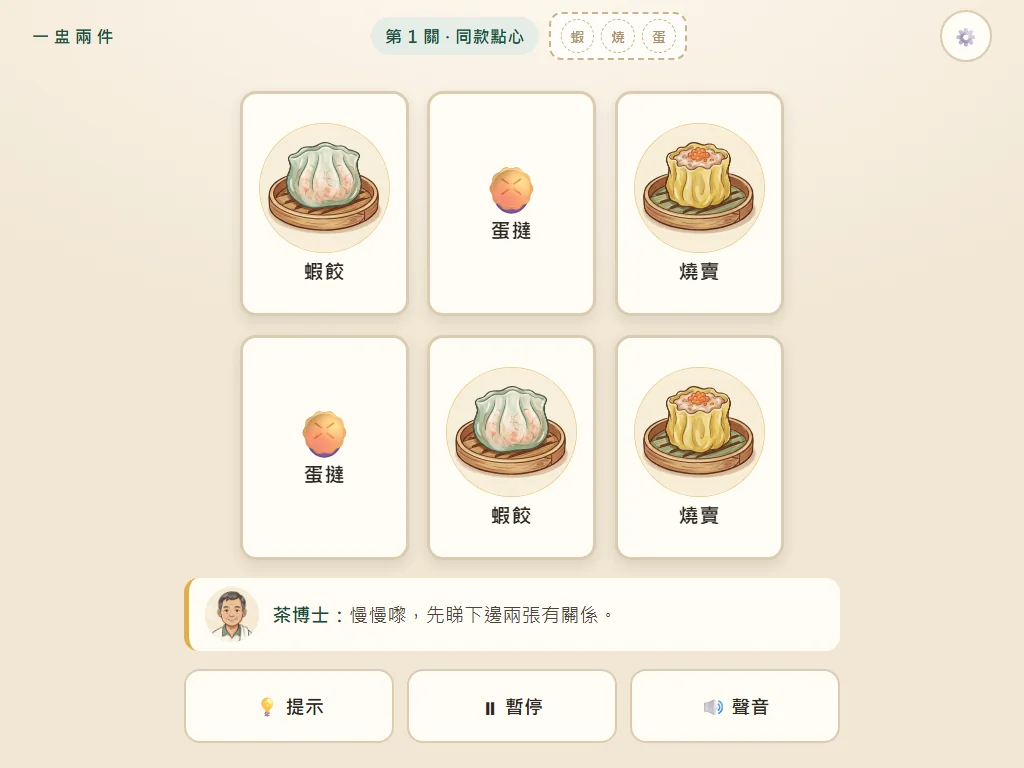 一盅兩件
第 1 關 · 同款點心
蝦 燒 蛋
蝦餃
蛋撻
燒賣
蛋撻
蝦餃
燒賣
茶博士：慢慢嚟，先睇下邊兩張有關係。
提示
暫停
聲音